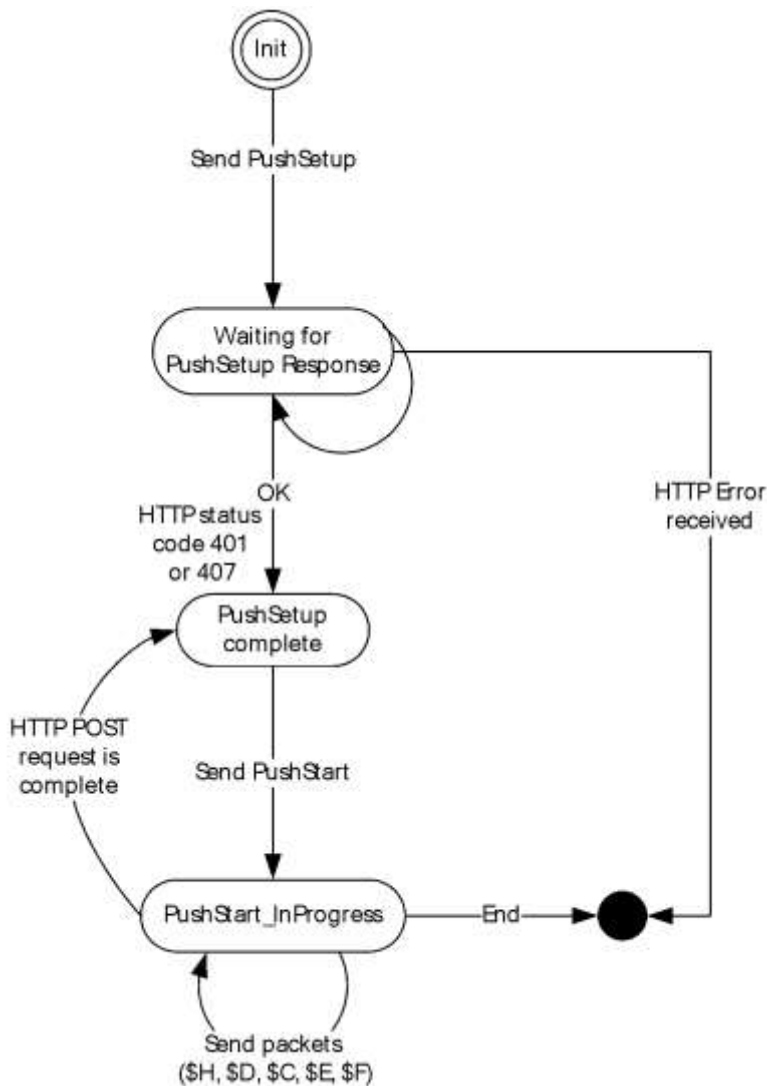 Init
Send PushSetup
Waiting for
PushSetup Response
OK
HTTP status
code 401
or 407
HTTP Error
received
PushSetup
complete
HTTP POST
request is
complete
Send PushStart
PushStart_InProgress
End
Send packets
($H, $D, $C, $E, $F)